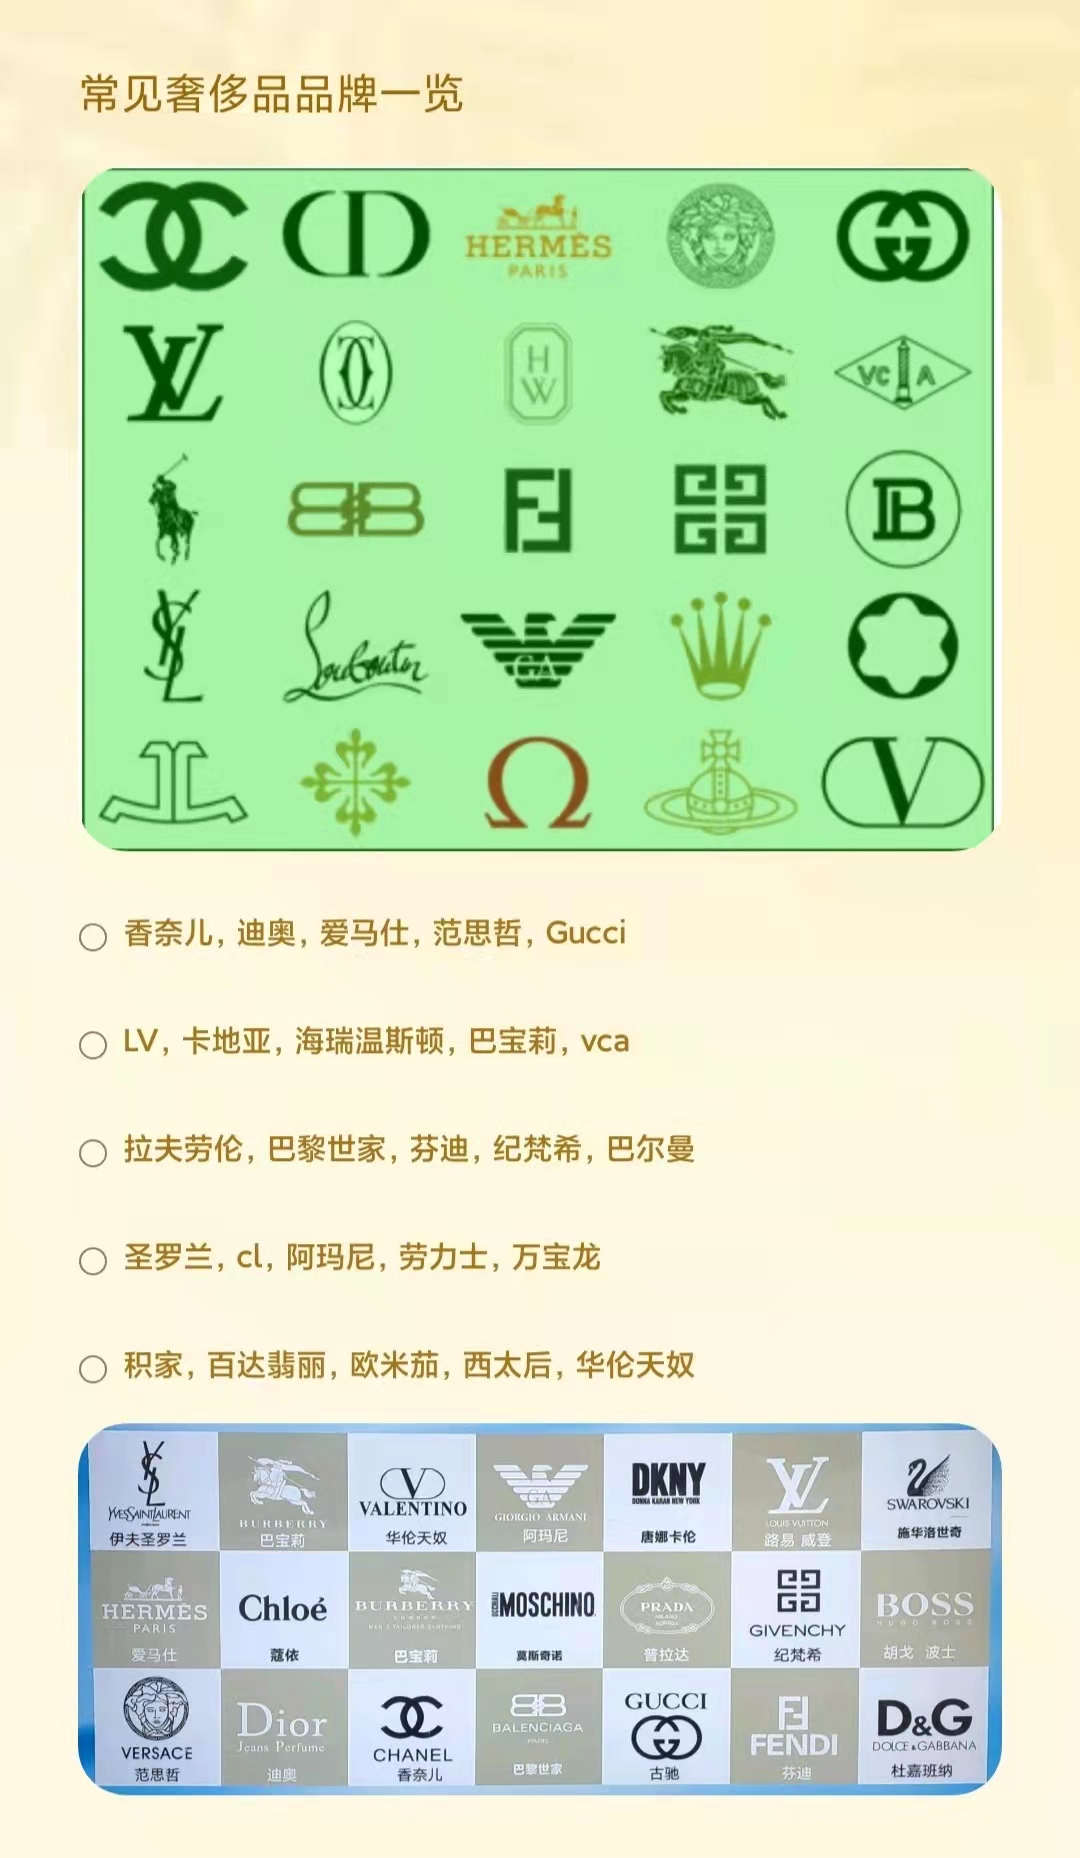 常见奢侈品品牌一览
HERMÈS
PARIS
H
W
VC A
Louboutin
GA
V
香奈儿, 迪奥, 爱马仕, 范思哲, Gucci
LV, 卡地亚, 海瑞温斯顿, 巴宝莉, vca
拉夫劳伦, 巴黎世家, 芬迪, 纪梵希, 巴尔曼
圣罗兰, cl, 阿玛尼, 劳力士, 万宝龙
积家, 百达翡丽, 欧米茄, 西太后, 华伦天奴
YVESSAINTLAURENT
伊夫圣罗兰
BURBERRY
巴宝莉
VALENTINO
华伦天奴
GA
GIORGIO ARMANI
阿玛尼
DKNY
DONNA KARAN NEW YORK
唐娜卡伦
LOUIS VUITTON
路易 威登
SWAROVSKI
施华洛世奇
HERMÈS
PARIS
爱马仕
Chloé
蔻依
BURBERRY
LONDON
MEN'S TAILORED CLOTHING
巴宝莉
MOSCHINO
莫斯奇诺
PRADA
MILANO
普拉达
GIVENCHY
纪梵希
BOSS
HUGO BOSS
胡戈 波士
VERSACE
范思哲
Dior
Jeans Perfume
迪奥
CHANEL
香奈儿
BALENCIAGA
PARIS
巴黎世家
GUCCI
古驰
FENDI
芬迪
D&G
DOLCE & GABBANA
杜嘉班纳